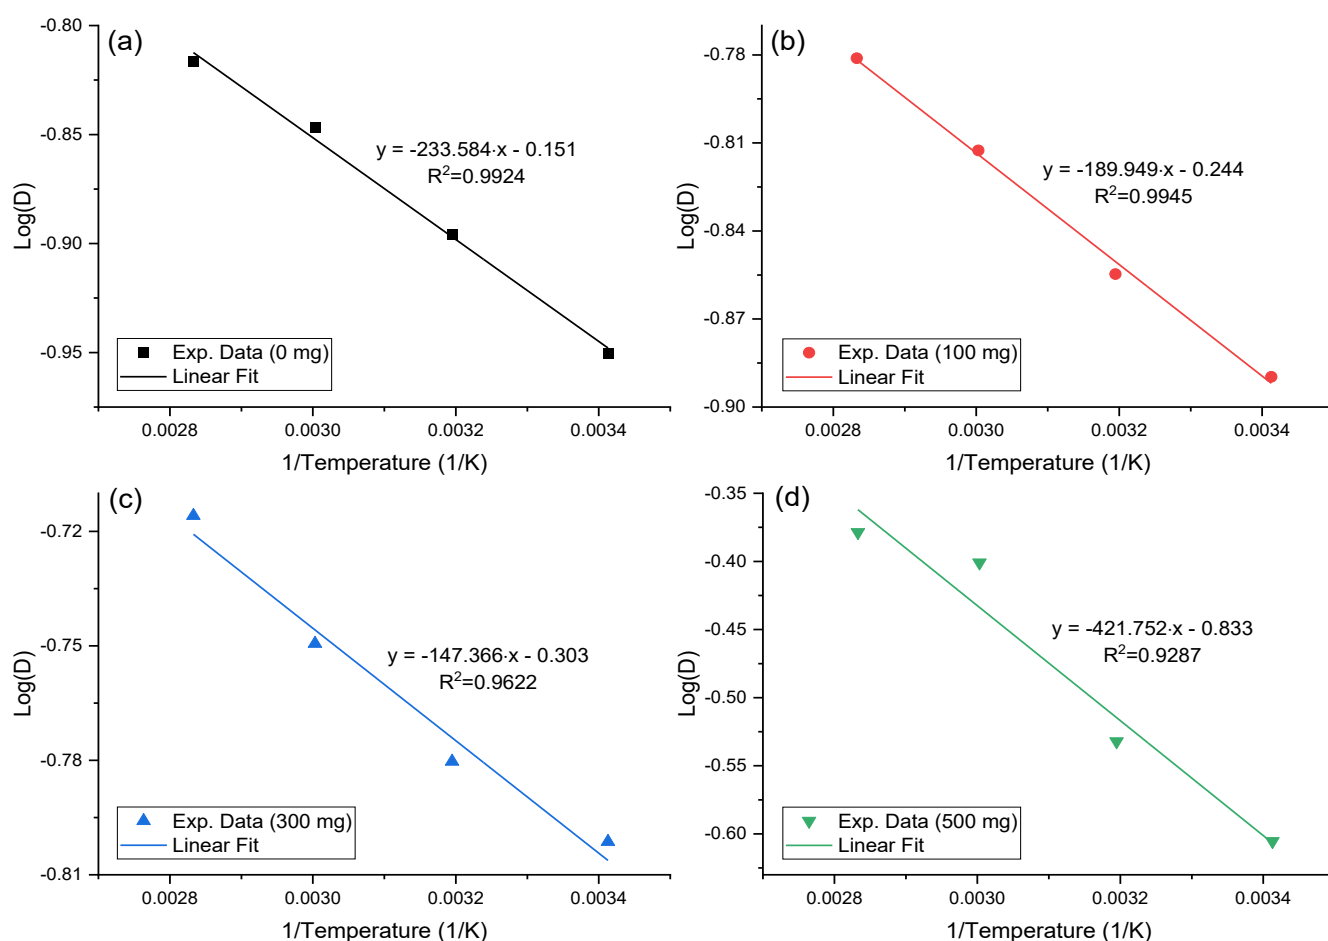 (a)
-0.80
-0.85
-0.90
-0.95
Log(D)
y = -233.584·x - 0.151
R²=0.9924
Exp. Data (0 mg)
Linear Fit
0.0028 0.0030 0.0032 0.0034
1/Temperature (1/K)
(b)
-0.78
-0.81
-0.84
-0.87
-0.90
Log(D)
y = -189.949·x - 0.244
R²=0.9945
Exp. Data (100 mg)
Linear Fit
0.0028 0.0030 0.0032 0.0034
1/Temperature (1/K)
(c)
-0.72
-0.75
-0.78
-0.81
Log(D)
y = -147.366·x - 0.303
R²=0.9622
Exp. Data (300 mg)
Linear Fit
0.0028 0.0030 0.0032 0.0034
1/Temperature (1/K)
(d)
-0.35
-0.40
-0.45
-0.50
-0.55
-0.60
Log(D)
y = -421.752·x - 0.833
R²=0.9287
Exp. Data (500 mg)
Linear Fit
0.0028 0.0030 0.0032 0.0034
1/Temperature (1/K)